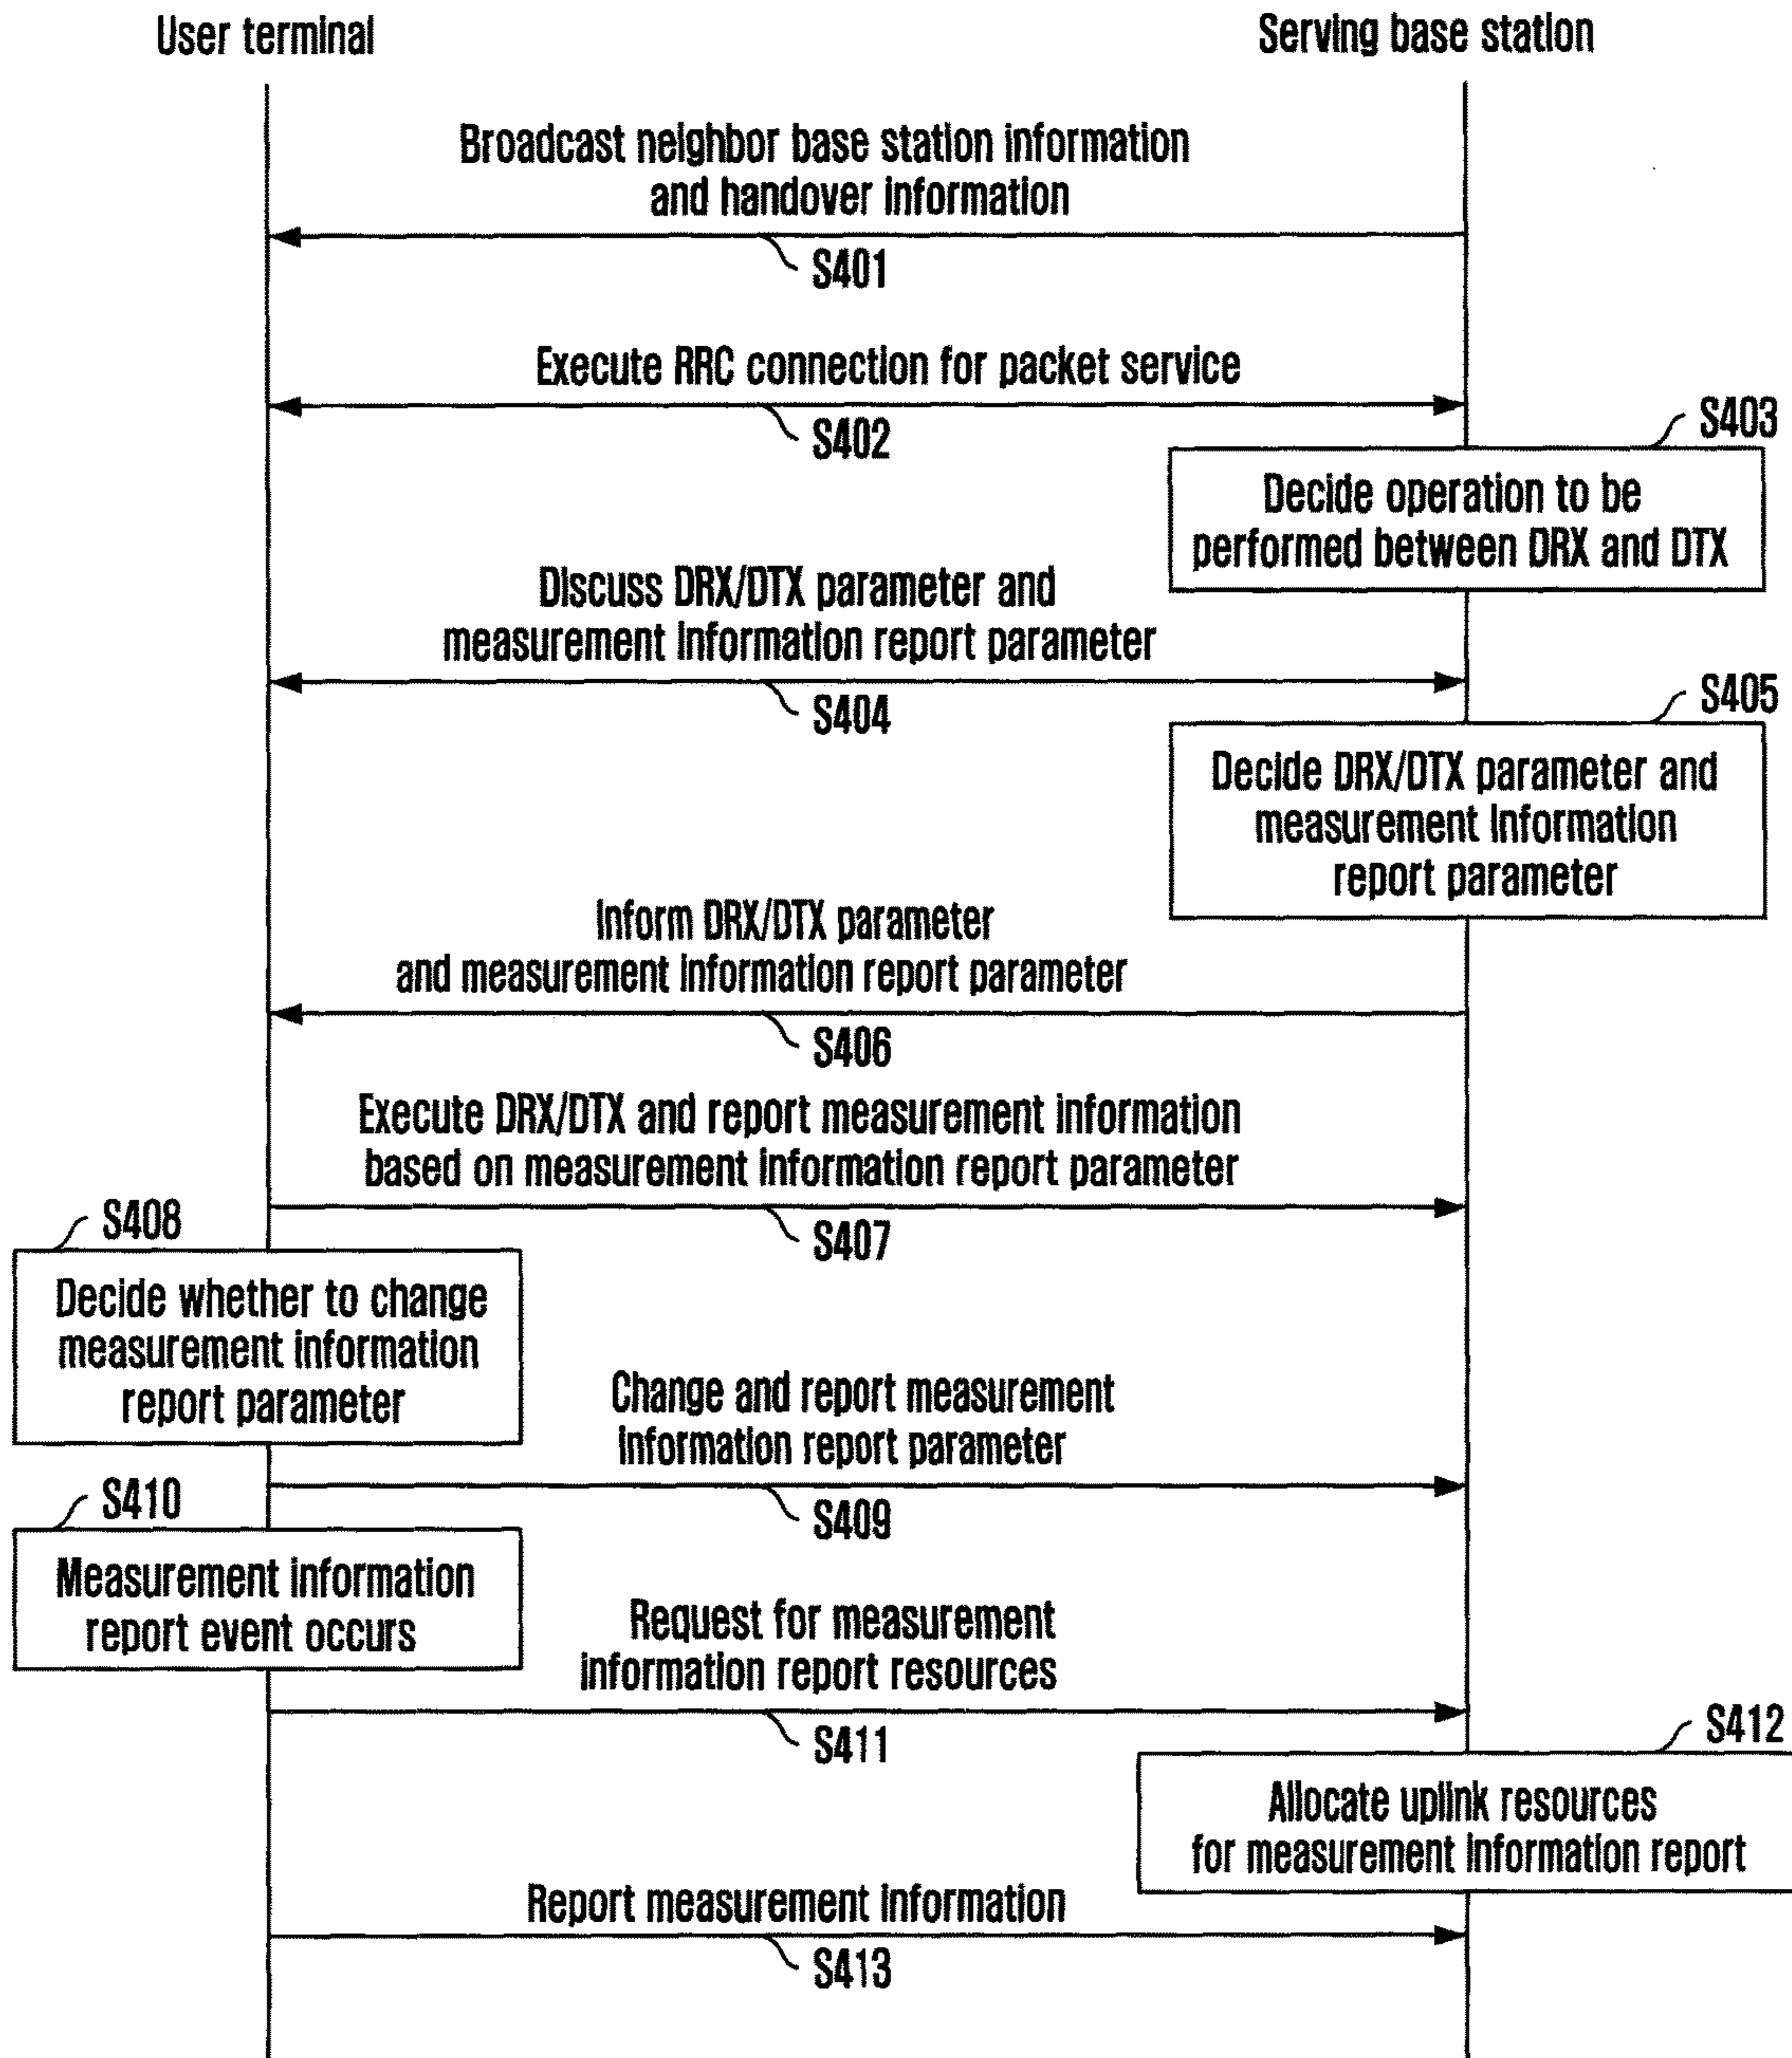 User terminal
Serving base station
Broadcast neighbor base station information
and handover information
S401
Execute RRC connection for packet service
S402
S403
Decide operation to be
performed between DRX and DTX
Discuss DRX/DTX parameter and
measurement information report parameter
S404
S405
Decide DRX/DTX parameter and
measurement information
report parameter
Inform DRX/DTX parameter
and measurement information report parameter
S406
Execute DRX/DTX and report measurement information
based on measurement information report parameter
S407
S408
Decide whether to change
measurement information
report parameter
Change and report measurement
information report parameter
S409
S410
Measurement information
report event occurs
Request for measurement
information report resources
S411
S412
Allocate uplink resources
for measurement information report
Report measurement information
S413